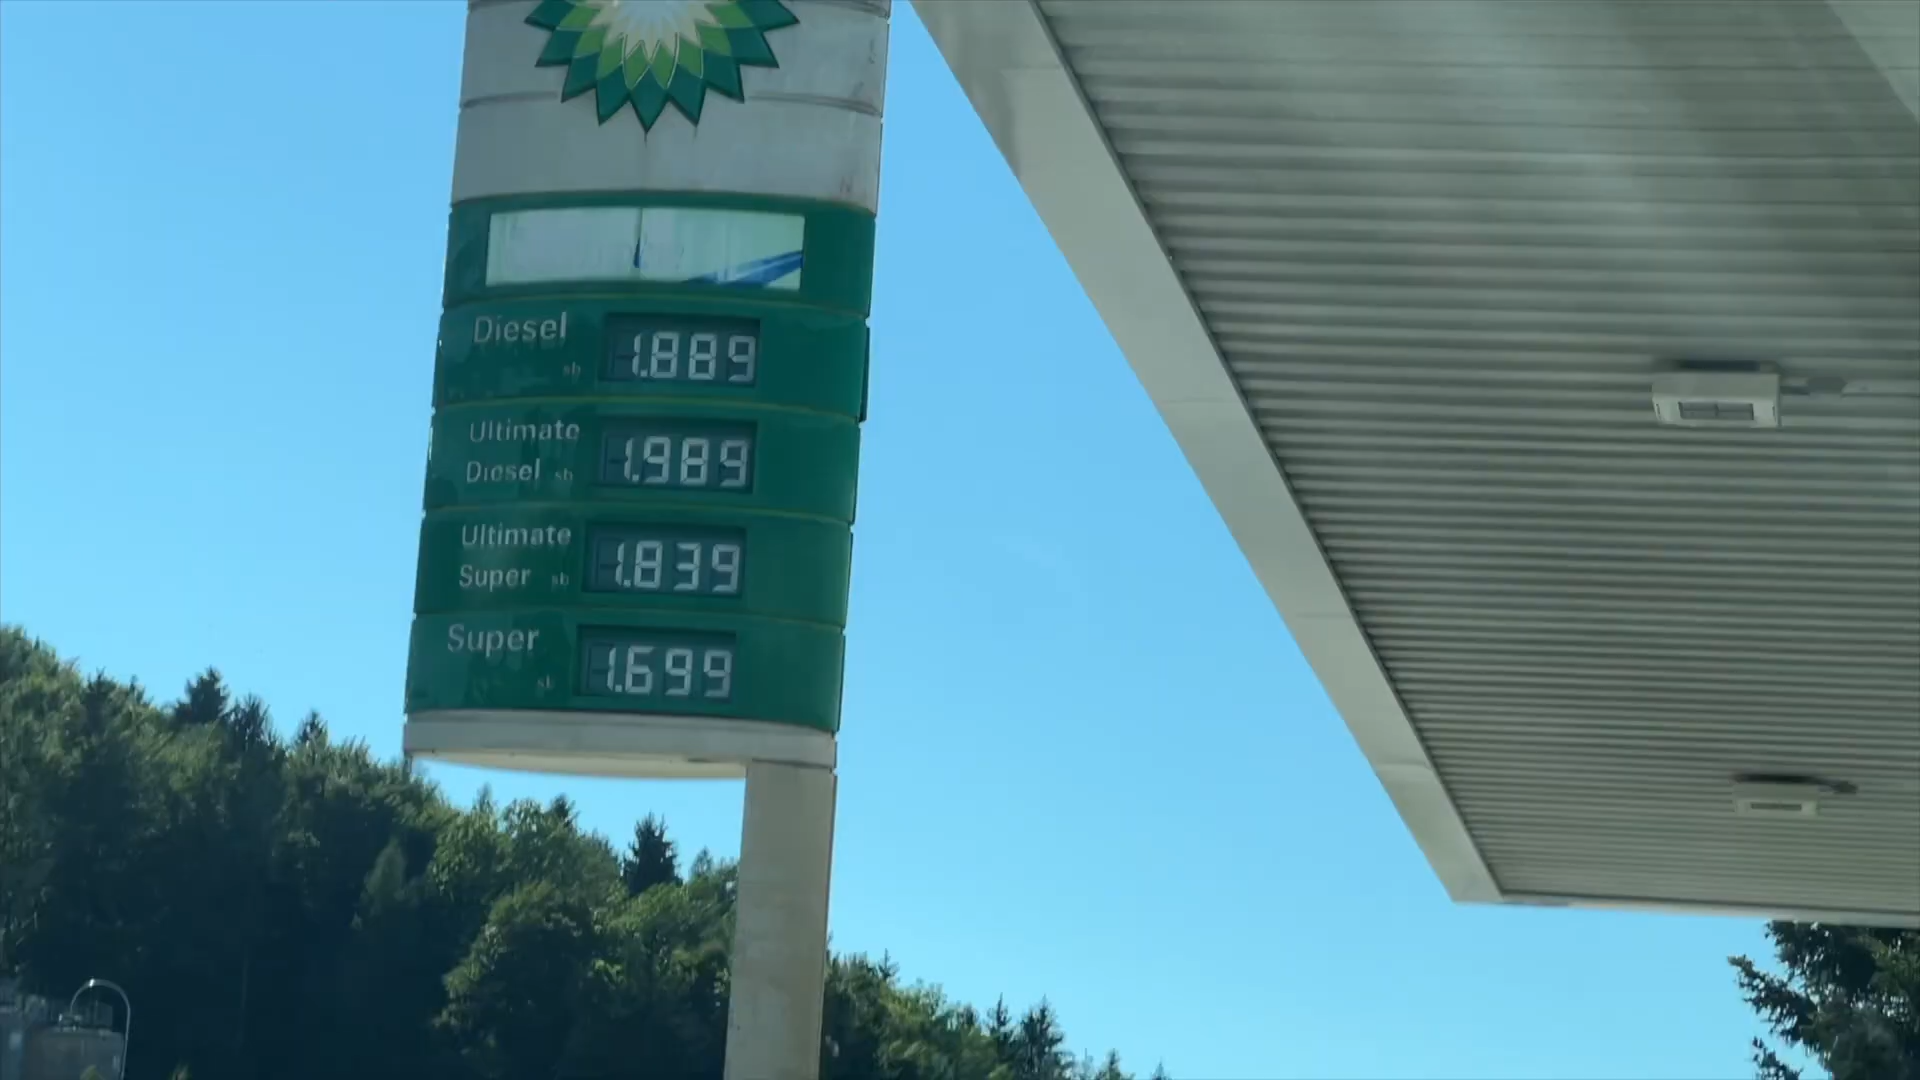 Diesel
sb 1.889
Ultimate
Diesel sb 1.989
Ultimate
Super sb 1.839
Super
sb 1.699